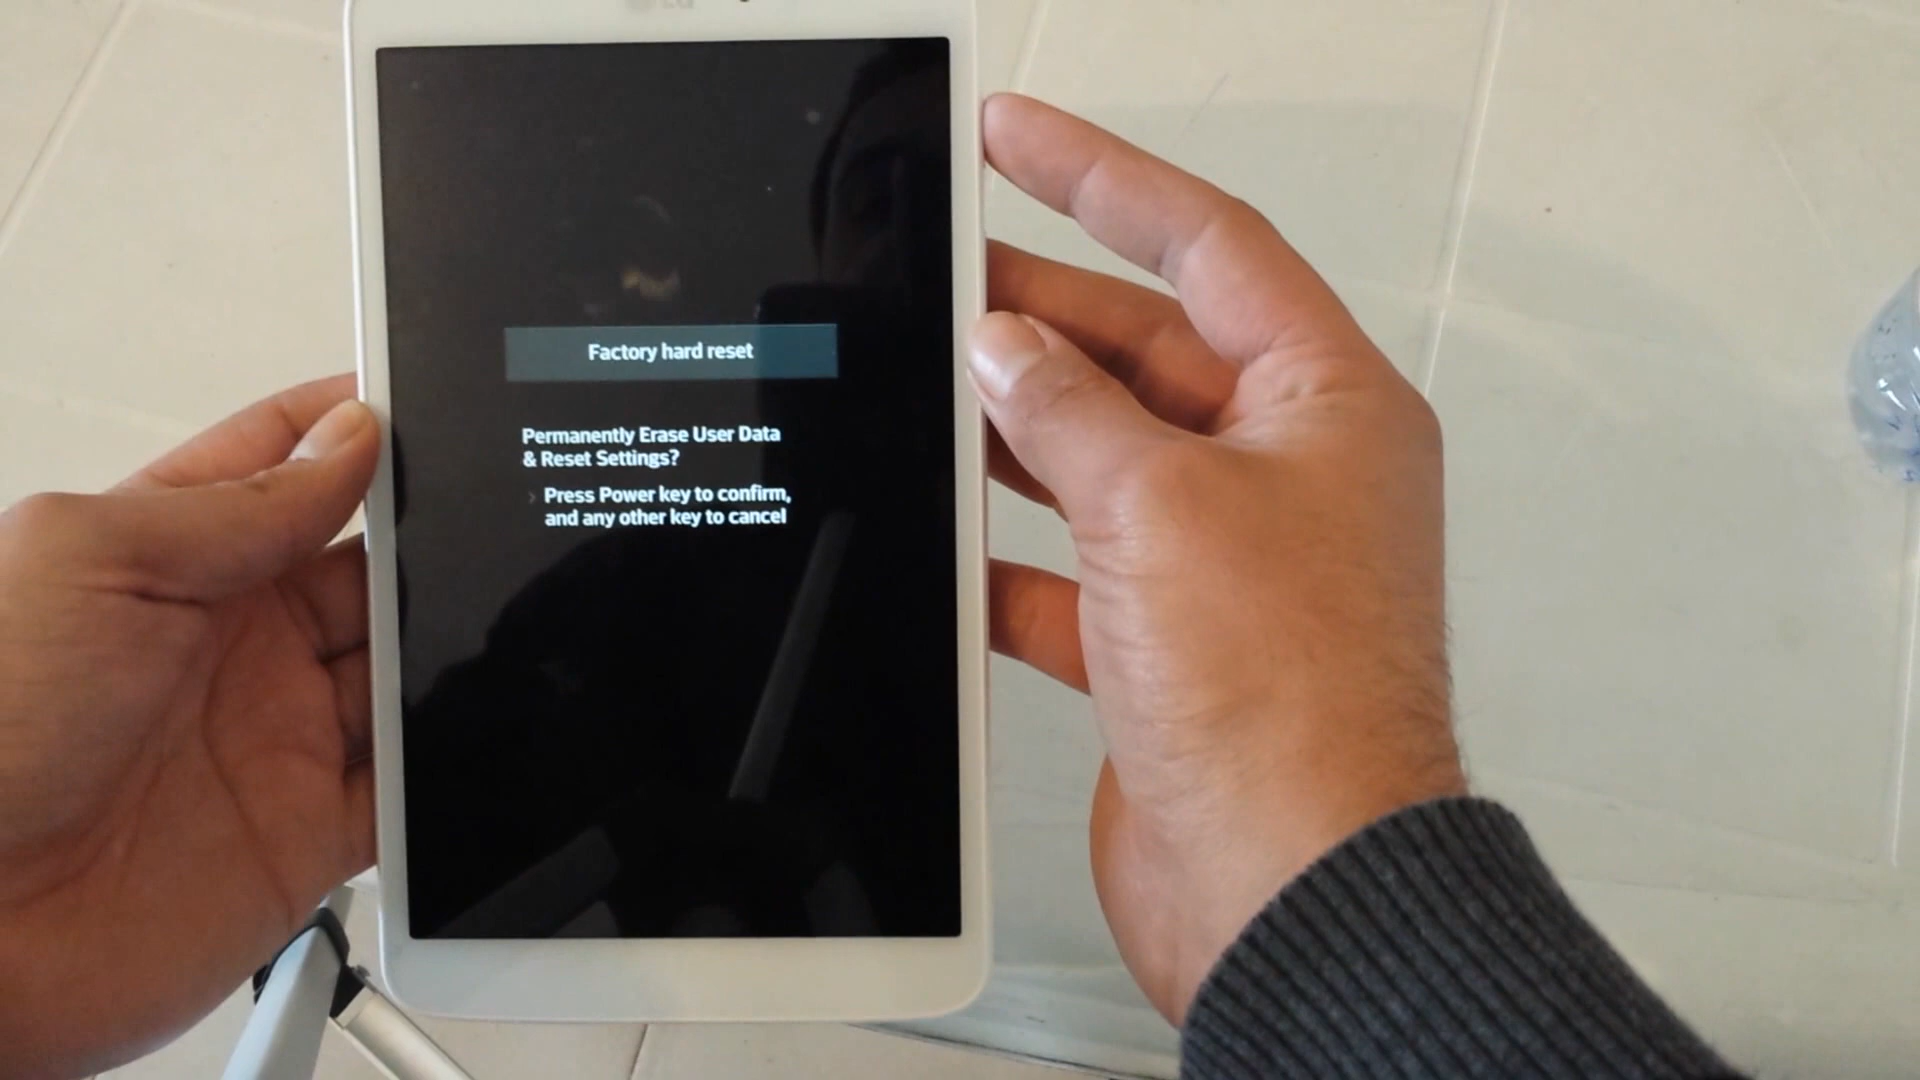 LG
Factory hard reset
Permanently Erase User Data
& Reset Settings?
Press Power key to confirm,
and any other key to cancel